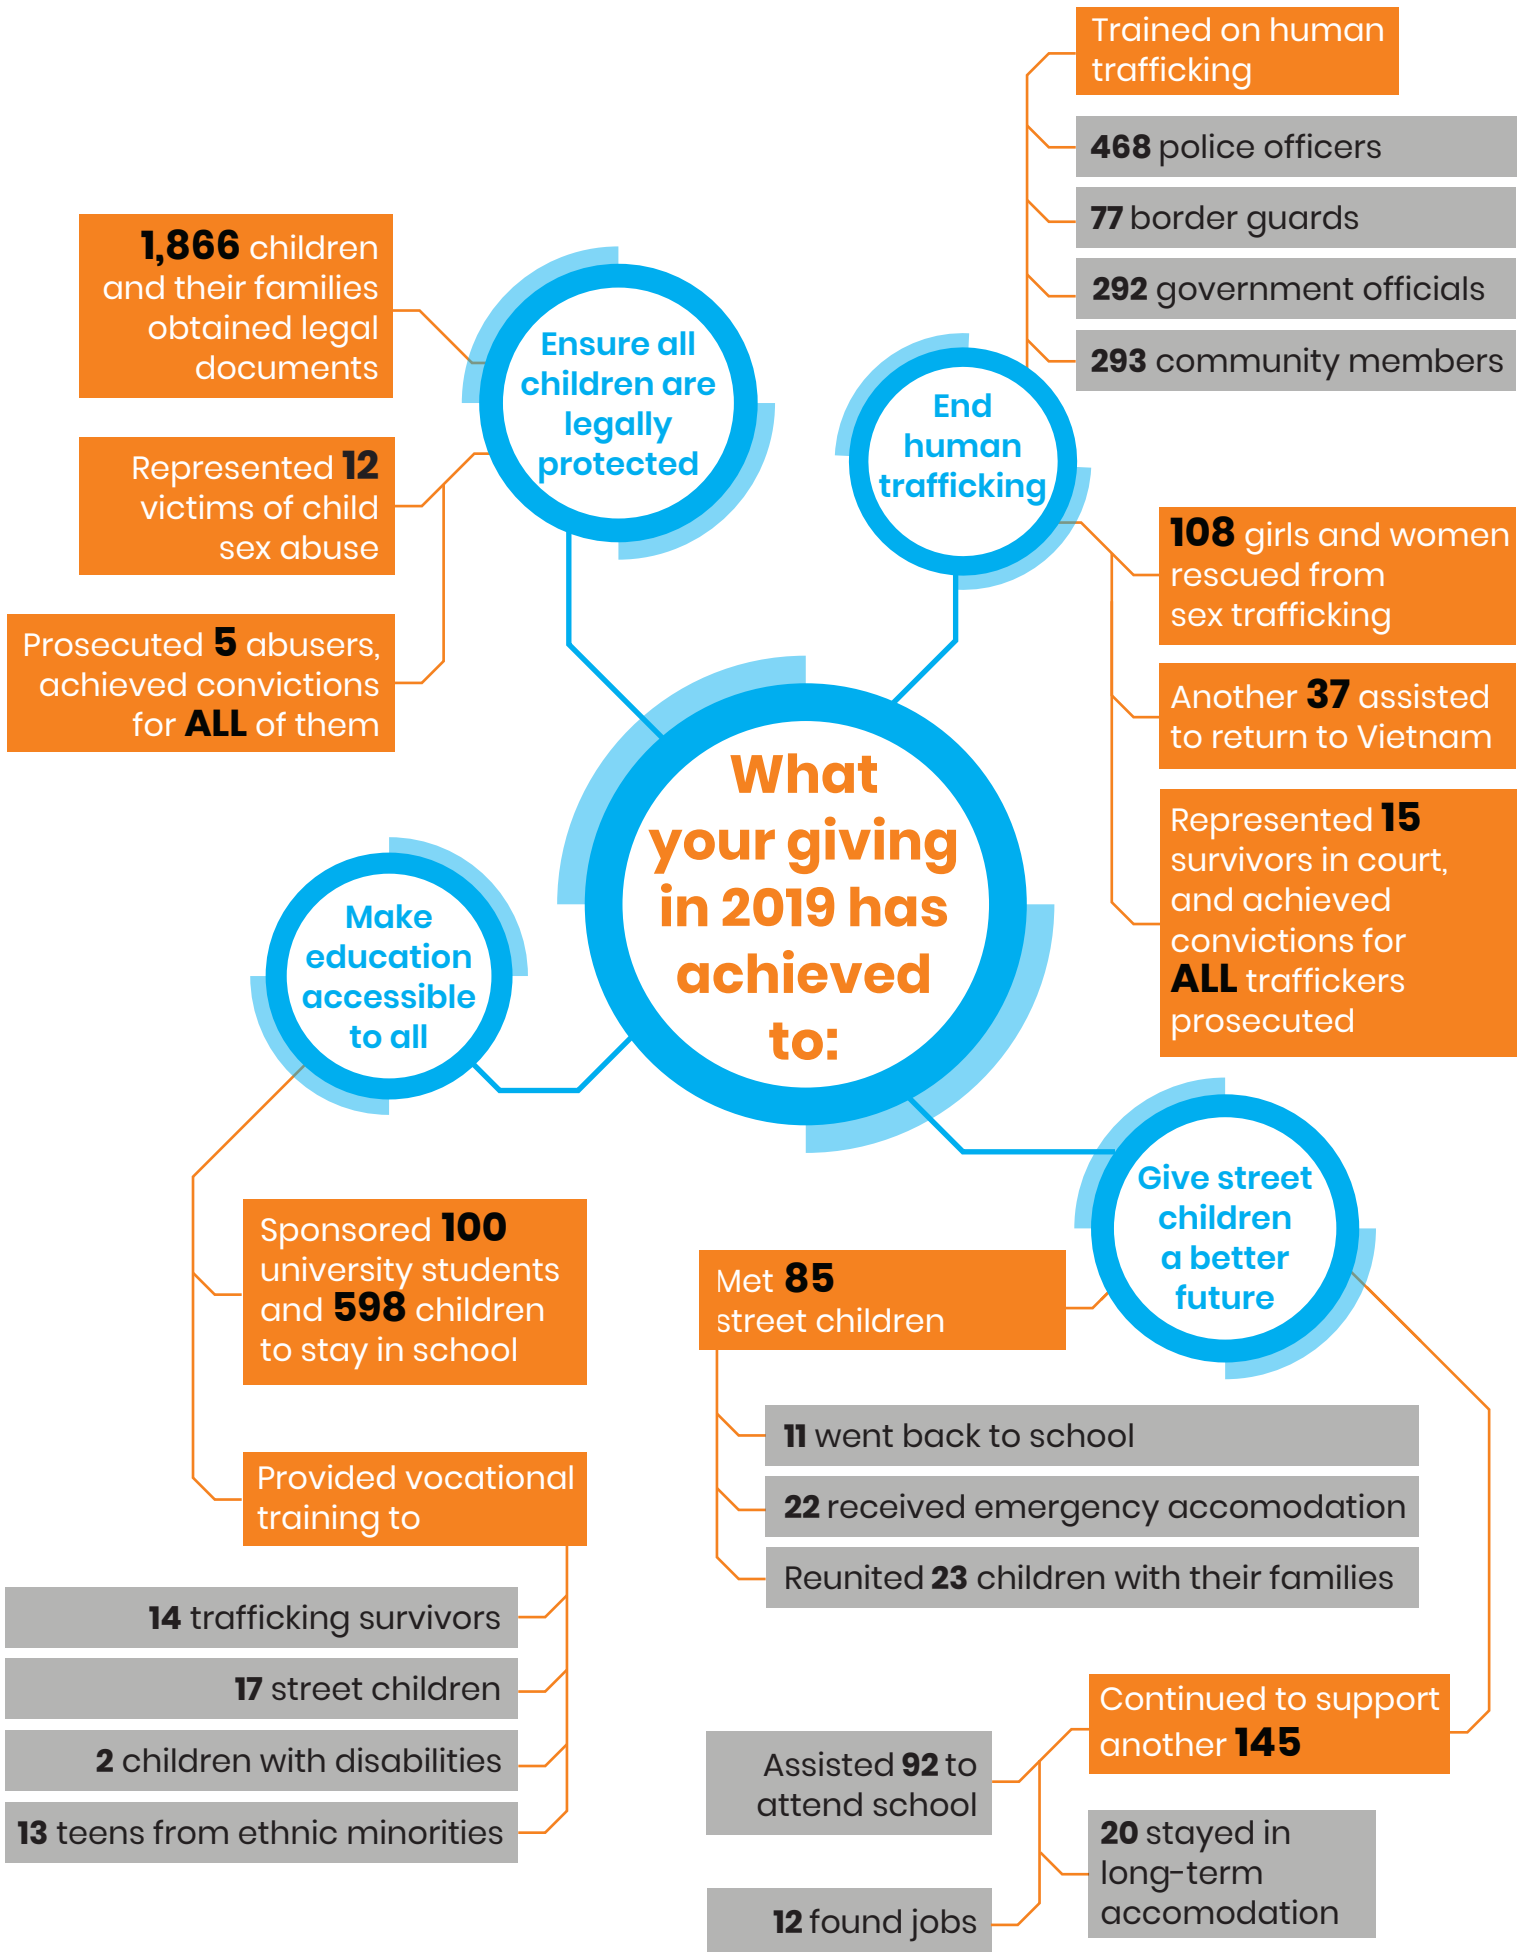 What
your giving
in 2019 has
achieved
to:
Ensure all
children are
legally
protected
1,866 children
and their families
obtained legal
documents
Represented 12
victims of child
sex abuse
Prosecuted 5 abusers,
achieved convictions
for ALL of them
End
human
trafficking
Trained on human
trafficking
468 police officers
77 border guards
292 government officials
293 community members
108 girls and women
rescued from
sex trafficking
Another 37 assisted
to return to Vietnam
Represented 15
survivors in court,
and achieved
convictions for
ALL traffickers
prosecuted
Make
education
accessible
to all
Sponsored 100
university students
and 598 children
to stay in school
Provided vocational
training to
14 trafficking survivors
17 street children
2 children with disabilities
13 teens from ethnic minorities
Give street
children
a better
future
Met 85
street children
11 went back to school
22 received emergency accomodation
Reunited 23 children with their families
Continued to support
another 145
Assisted 92 to
attend school
20 stayed in
long-term
accomodation
12 found jobs